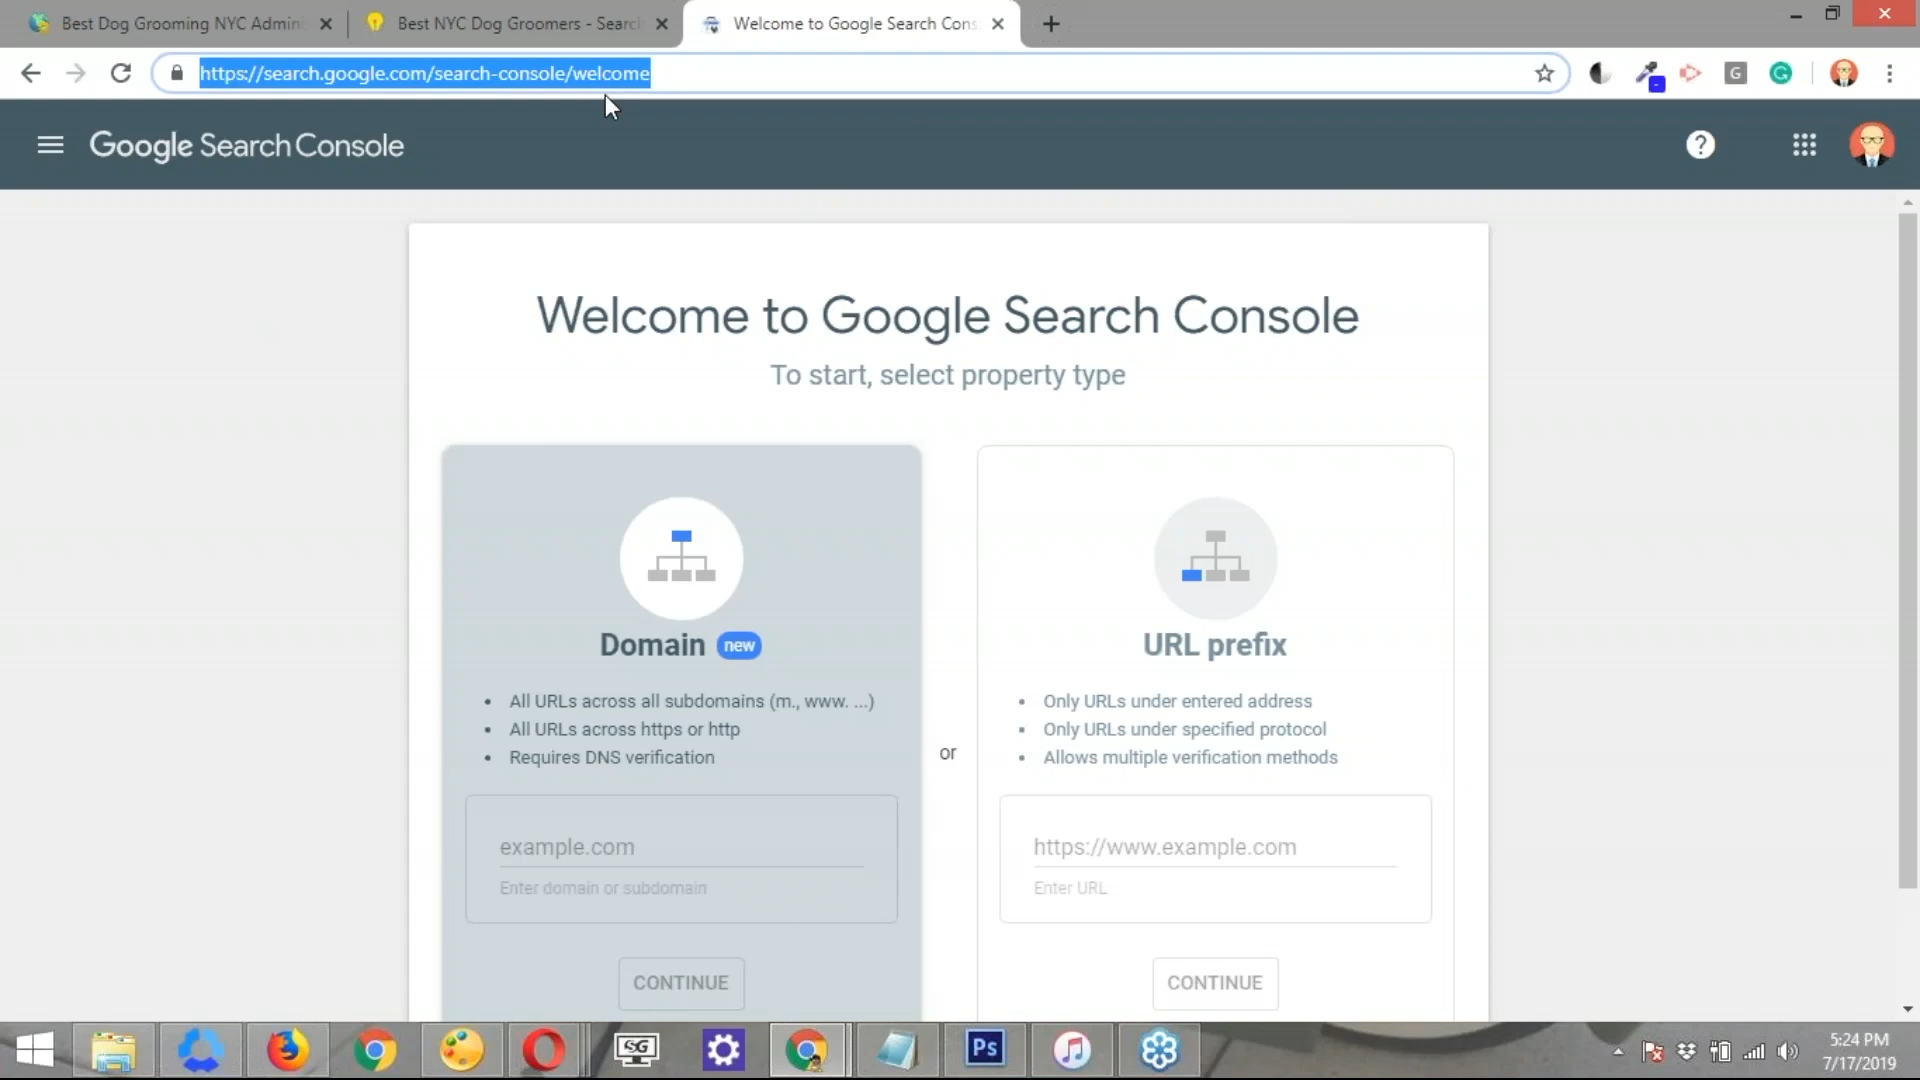 Best Dog Grooming NYC Admini
Best NYC Dog Groomers - Search
Welcome to Google Search Cons
https://search.google.com/search-console/welcome
G
G
Google Search Console
?
Welcome to Google Search Console
To start, select property type
Domain new
• All URLs across all subdomains (m., www. ...)
• All URLs across https or http
• Requires DNS verification
example.com
Enter domain or subdomain
CONTINUE
or
URL prefix
• Only URLs under entered address
• Only URLs under specified protocol
• Allows multiple verification methods
https://www.example.com
Enter URL
CONTINUE
SG
Ps
5:24 PM
7/17/2019